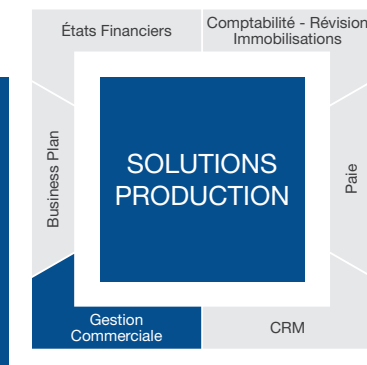 États Financiers
Comptabilité - Révision
Immobilisations
Business Plan
SOLUTIONS
PRODUCTION
Paie
Gestion
Commerciale
CRM